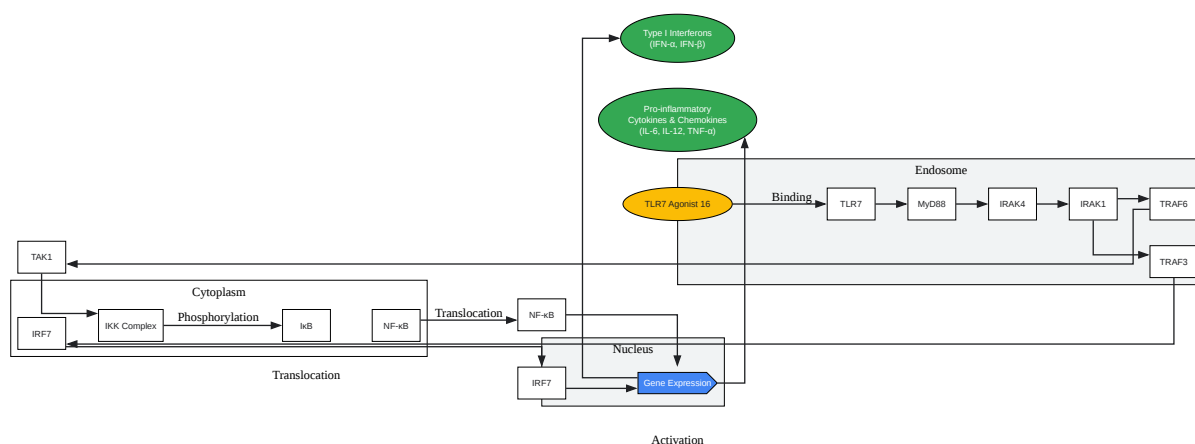 Type I Interferons
(IFN-α, IFN-β)
Pro-inflammatory
Cytokines & Chemokines
(IL-6, IL-12, TNF-α)
Endosome
TLR7 Agonist 16
Binding
TLR7
MyD88
IRAK4
IRAK1
TRAF6
TAK1
TRAF3
Cytoplasm
IKK Complex
Phosphorylation
IκB
NF-κB
Translocation
NF-κB
IRF7
Nucleus
Translocation
IRF7
Gene Expression
Activation